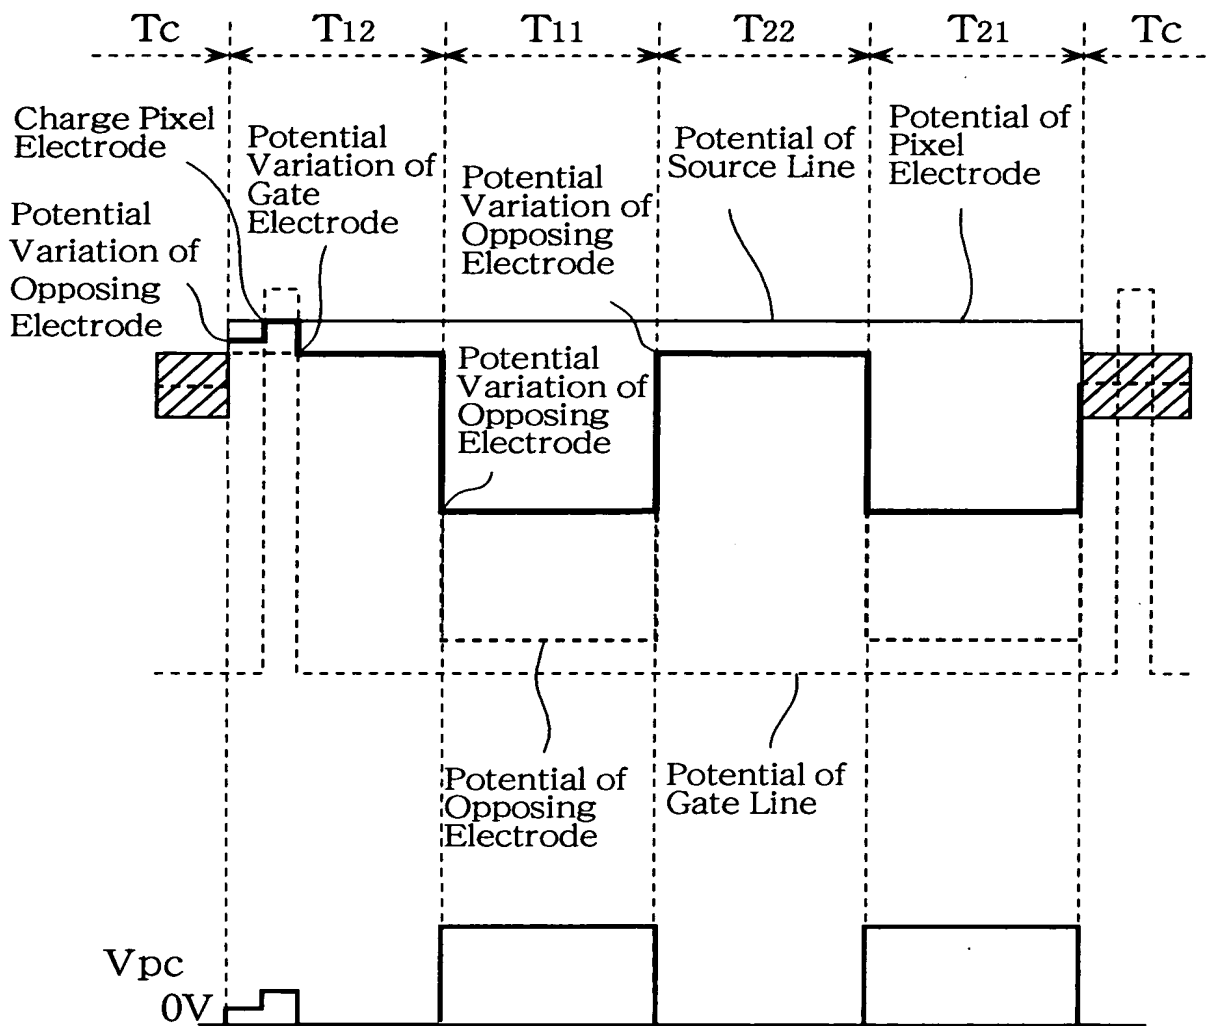 Tc T12 T11 T22 T21 Tc
Charge Pixel
Electrode
Potential
Variation of
Gate
Electrode
Potential
Variation of
Opposing
Electrode
Potential
Variation of
Opposing
Electrode
Potential of
Source Line
Potential of
Pixel
Electrode
Potential
Variation of
Opposing
Electrode
Potential of
Opposing
Electrode
Potential of
Gate Line
Vpc
0V